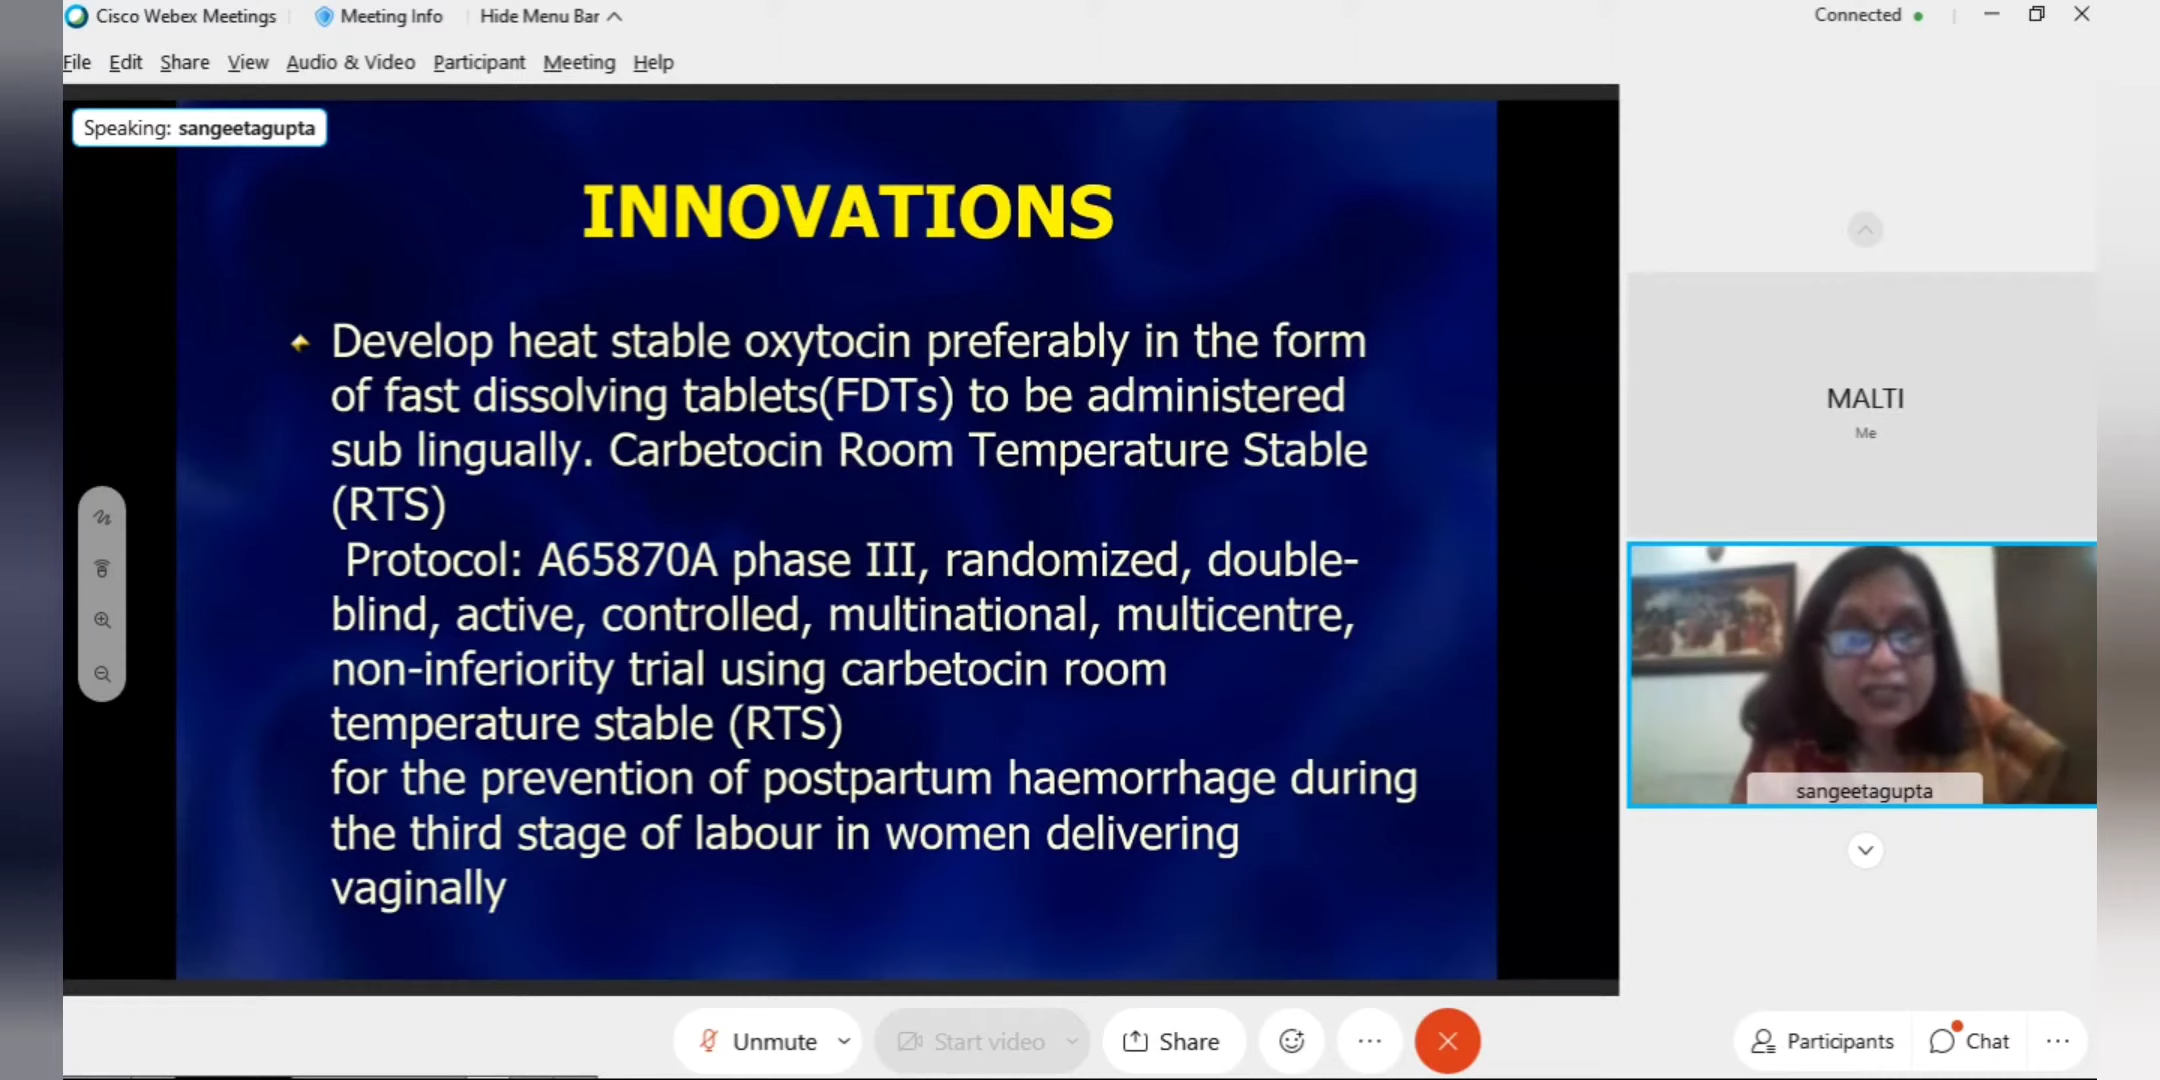 Cisco Webex Meetings
Meeting Info
Hide Menu Bar
Connected
File Edit Share View Audio & Video Participant Meeting Help
Speaking: sangeetagupta
INNOVATIONS
Develop heat stable oxytocin preferably in the form
of fast dissolving tablets(FDTs) to be administered
sub lingually. Carbetocin Room Temperature Stable
(RTS)
Protocol: A65870A phase III, randomized, double-
blind, active, controlled, multinational, multicentre,
non-inferiority trial using carbetocin room
temperature stable (RTS)
for the prevention of postpartum haemorrhage during
the third stage of labour in women delivering
vaginally
MALTI
Me
sangeetagupta
Unmute
Start video
Share
Participants
Chat